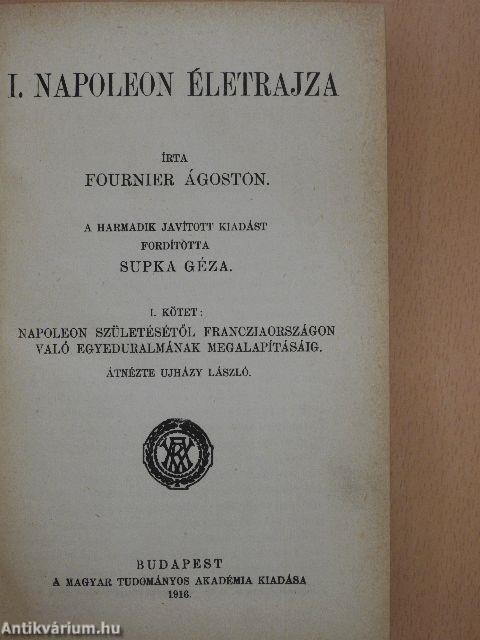 I. NAPOLEON ÉLETRAJZA
ÍRTA
FOURNIER ÁGOSTON.
A HARMADIK JAVÍTOTT KIADÁST
FORDÍTOTTA
SUPKA GÉZA.
I. KÖTET:
NAPOLEON SZÜLETÉSÉTŐL FRANCZIAORSZÁGON
VALÓ EGYEDURALMÁNAK MEGALAPÍTÁSÁIG.
ÁTNÉZTE UJHÁZY LÁSZLÓ.
BUDAPEST
A MAGYAR TUDOMÁNYOS AKADÉMIA KIADÁSA
1916.
Antikvárium.hu